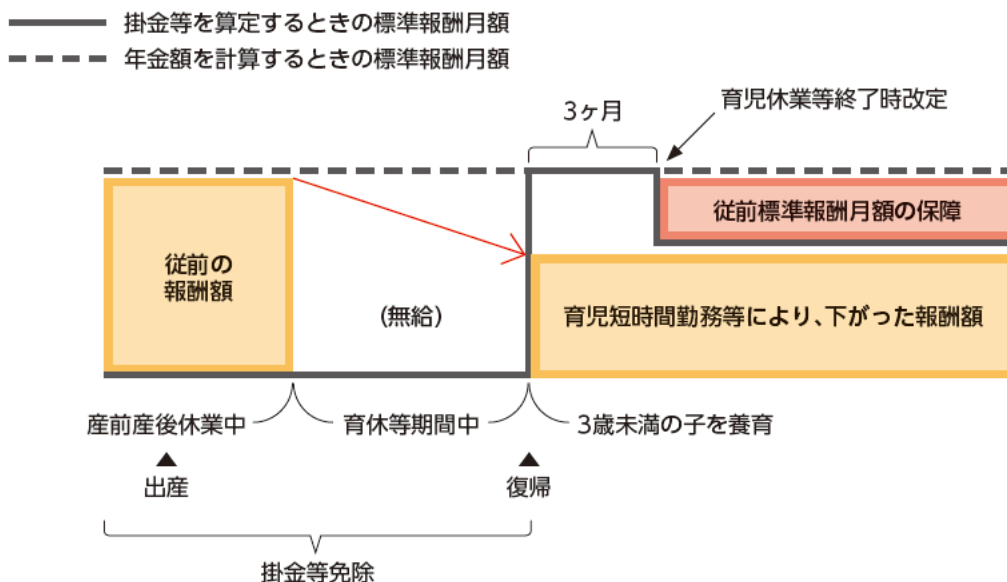 掛金等を算定するときの標準報酬月額
年金額を計算するときの標準報酬月額
3ヶ月
育児休業等終了時改定
従前標準報酬月額の保障
従前の
報酬額
(無給)
育児短時間勤務等により、下がった報酬額
産前産後休業中
育休等期間中
3歳未満の子を養育
▲
出産
▲
復帰
掛金等免除